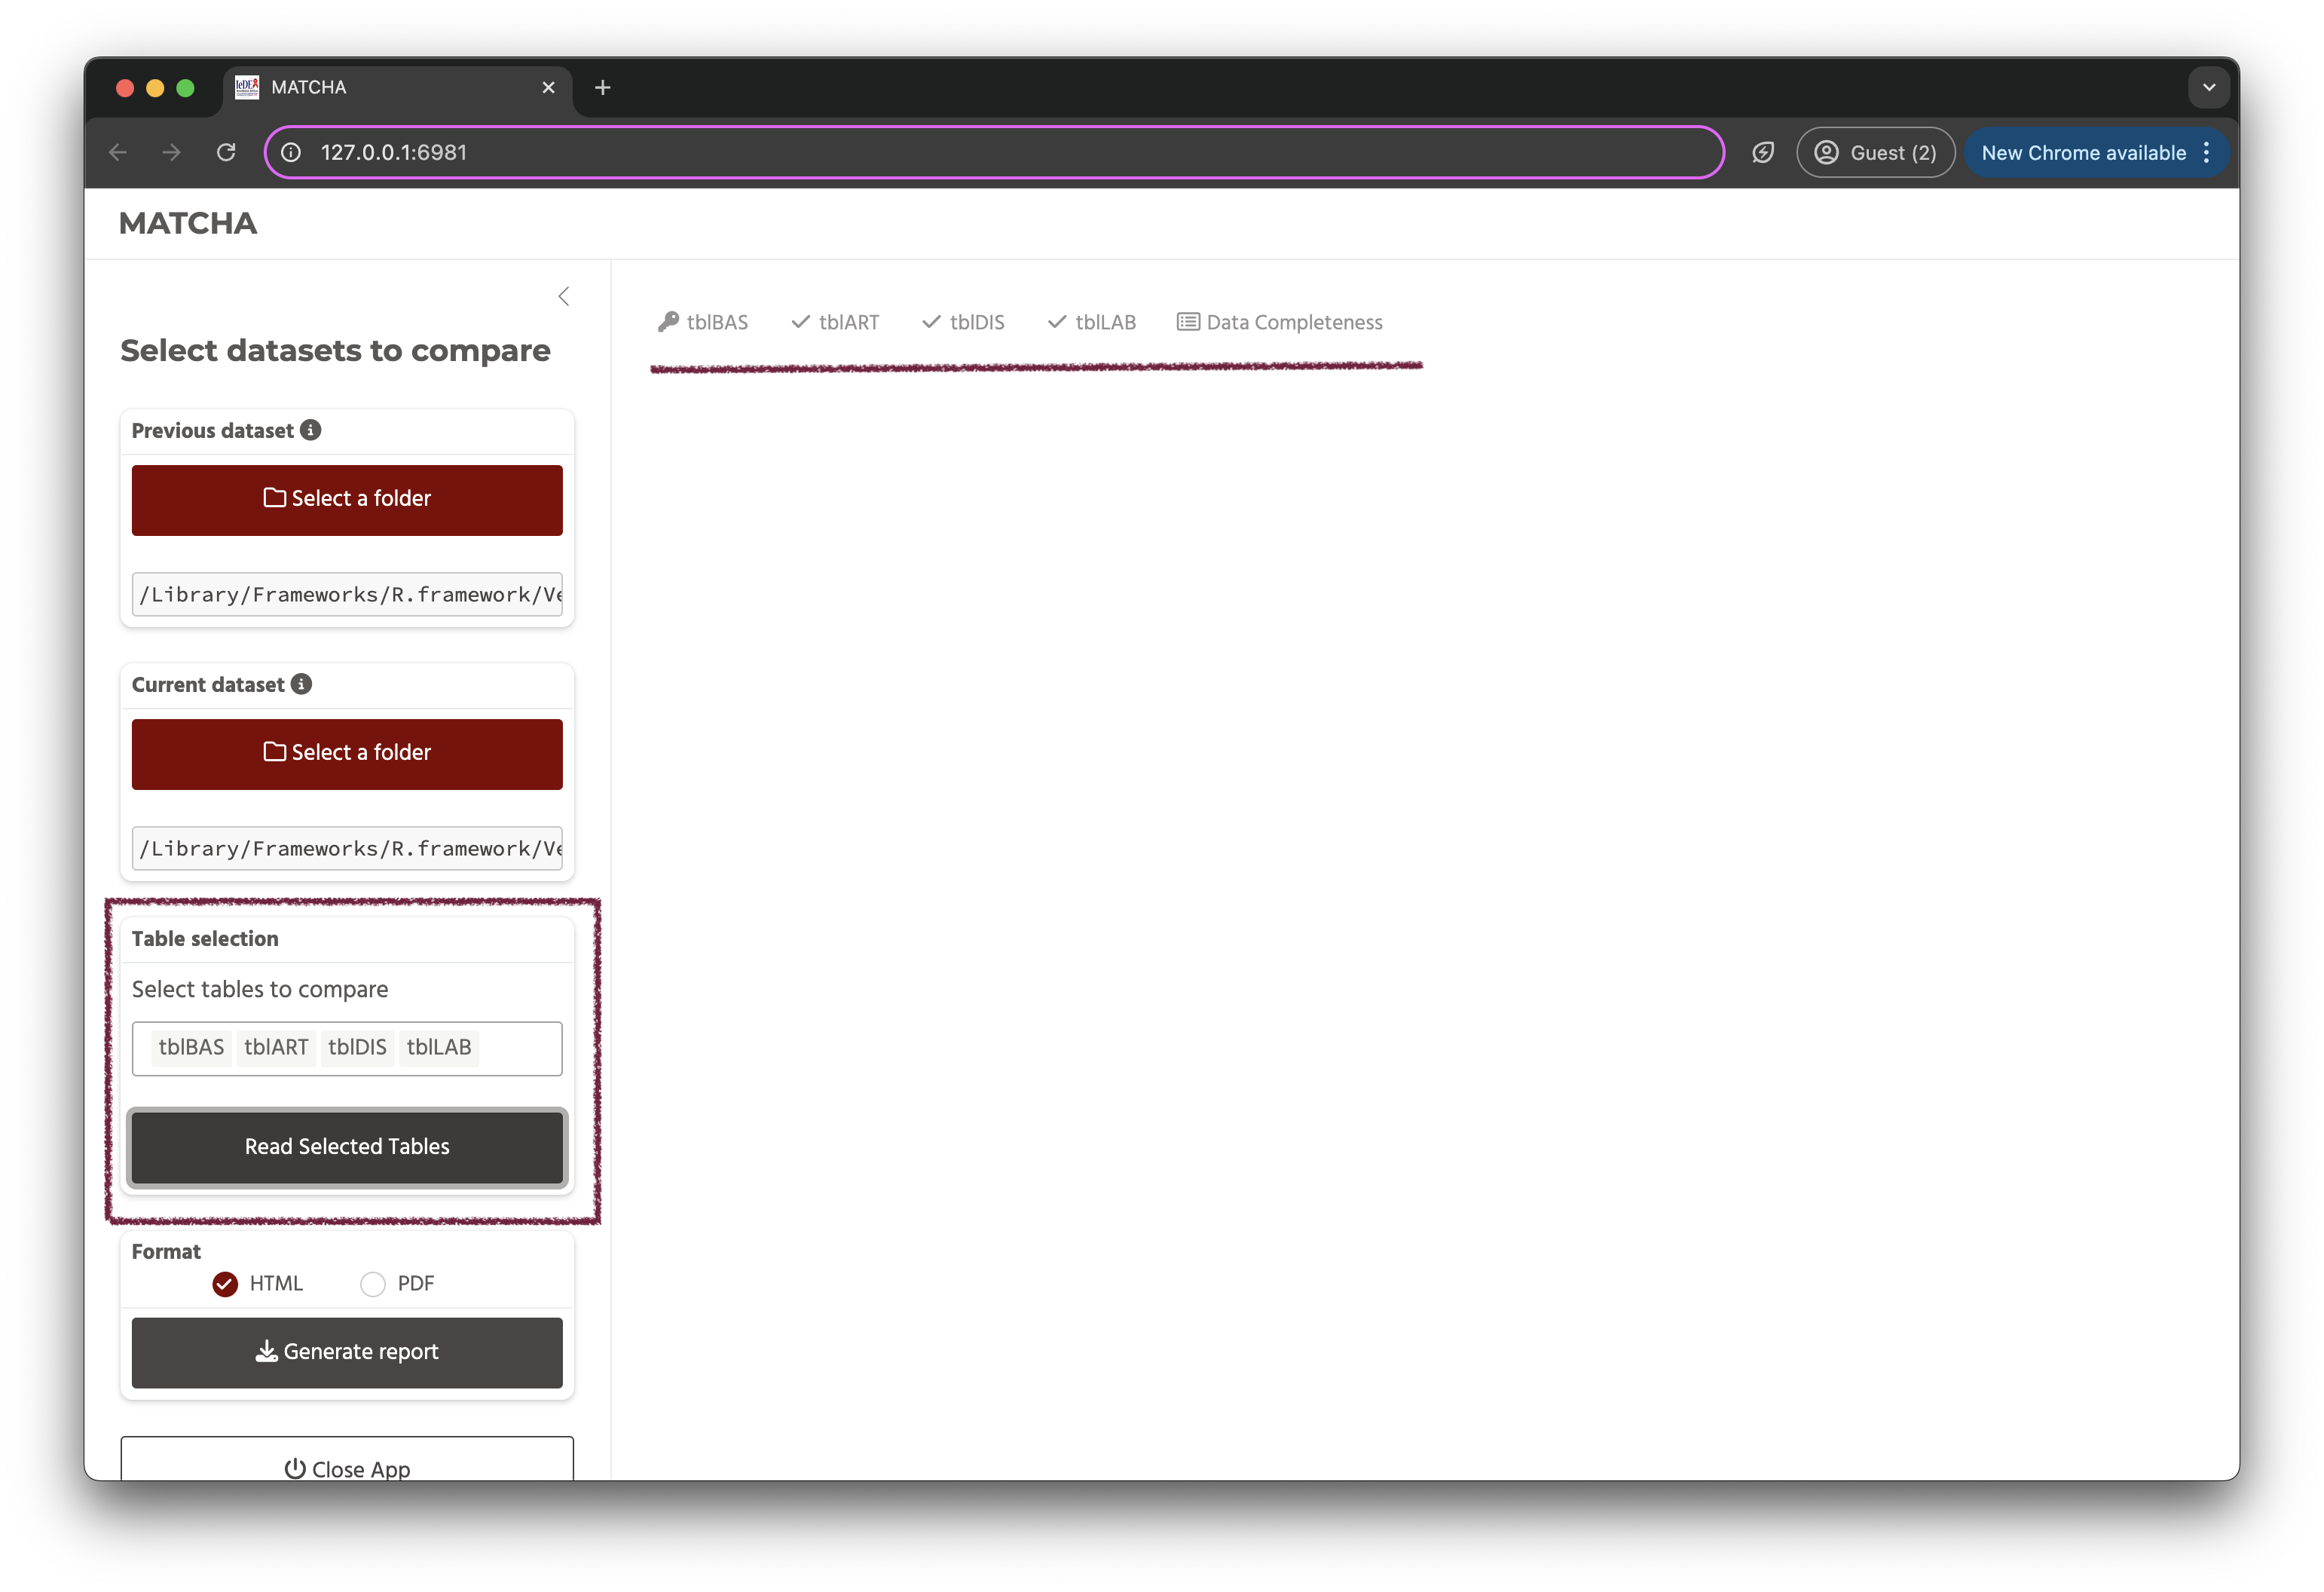 MATCHA
127.0.0.1:6981
Guest (2)
New Chrome available
MATCHA
Select datasets to compare
Previous dataset
Select a folder
/Library/Frameworks/R.framework/Ve
Current dataset
Select a folder
/Library/Frameworks/R.framework/Ve
Table selection
Select tables to compare
tblBAS tblART tblDIS tblLAB
Read Selected Tables
Format
HTML PDF
Generate report
Close App
tblBAS tblART tblDIS tblLAB Data Completeness